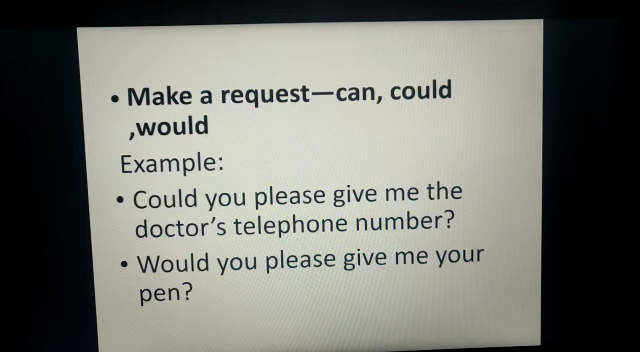 • Make a request—can, could
,would
Example:
• Could you please give me the
doctor's telephone number?
• Would you please give me your
pen?